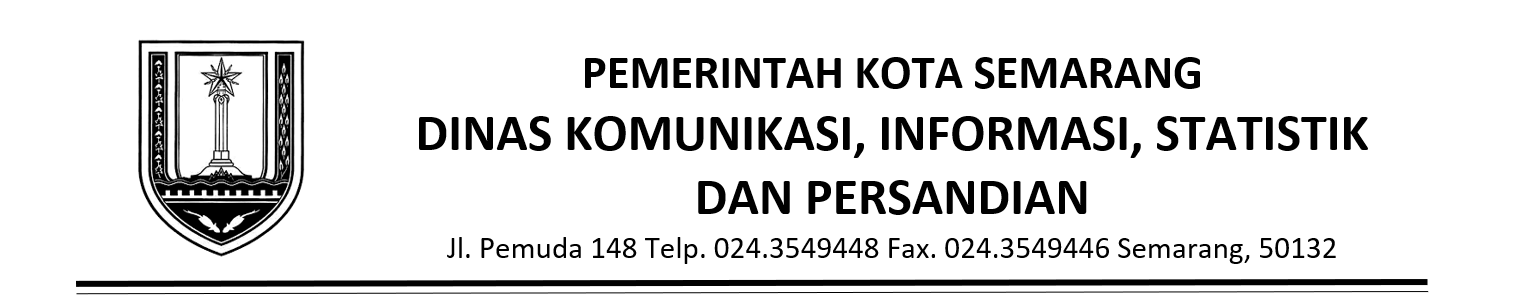 PEMERINTAH KOTA SEMARANG
DINAS KOMUNIKASI, INFORMASI, STATISTIK
DAN PERSANDIAN
Jl. Pemuda 148 Telp. 024.3549448 Fax. 024.3549446 Semarang, 50132